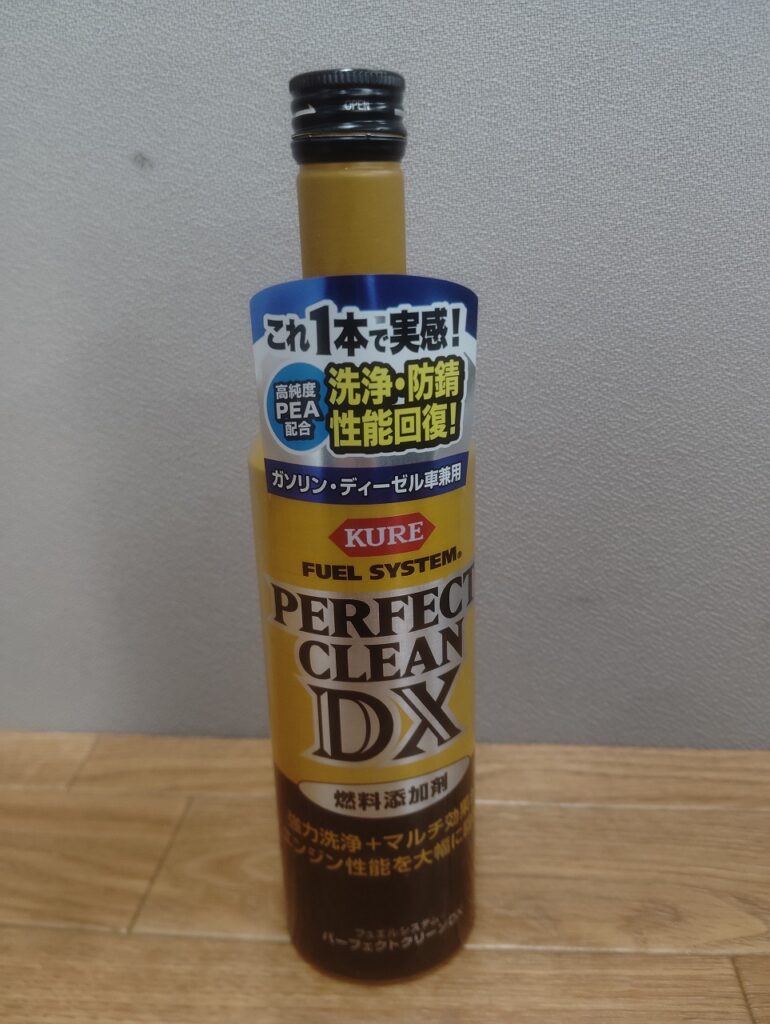 OPEN
これ1本で実感!
高純度
PEA
配合
洗浄・防錆
性能回復!
ガソリン・ディーゼル車兼用
KURE
FUEL SYSTEM®
PERFECT
CLEAN
DX
燃料添加剤
強力洗浄+マルチ効果
エンジン性能を大幅に
フュエルシステム
パーフェクトクリーンDX